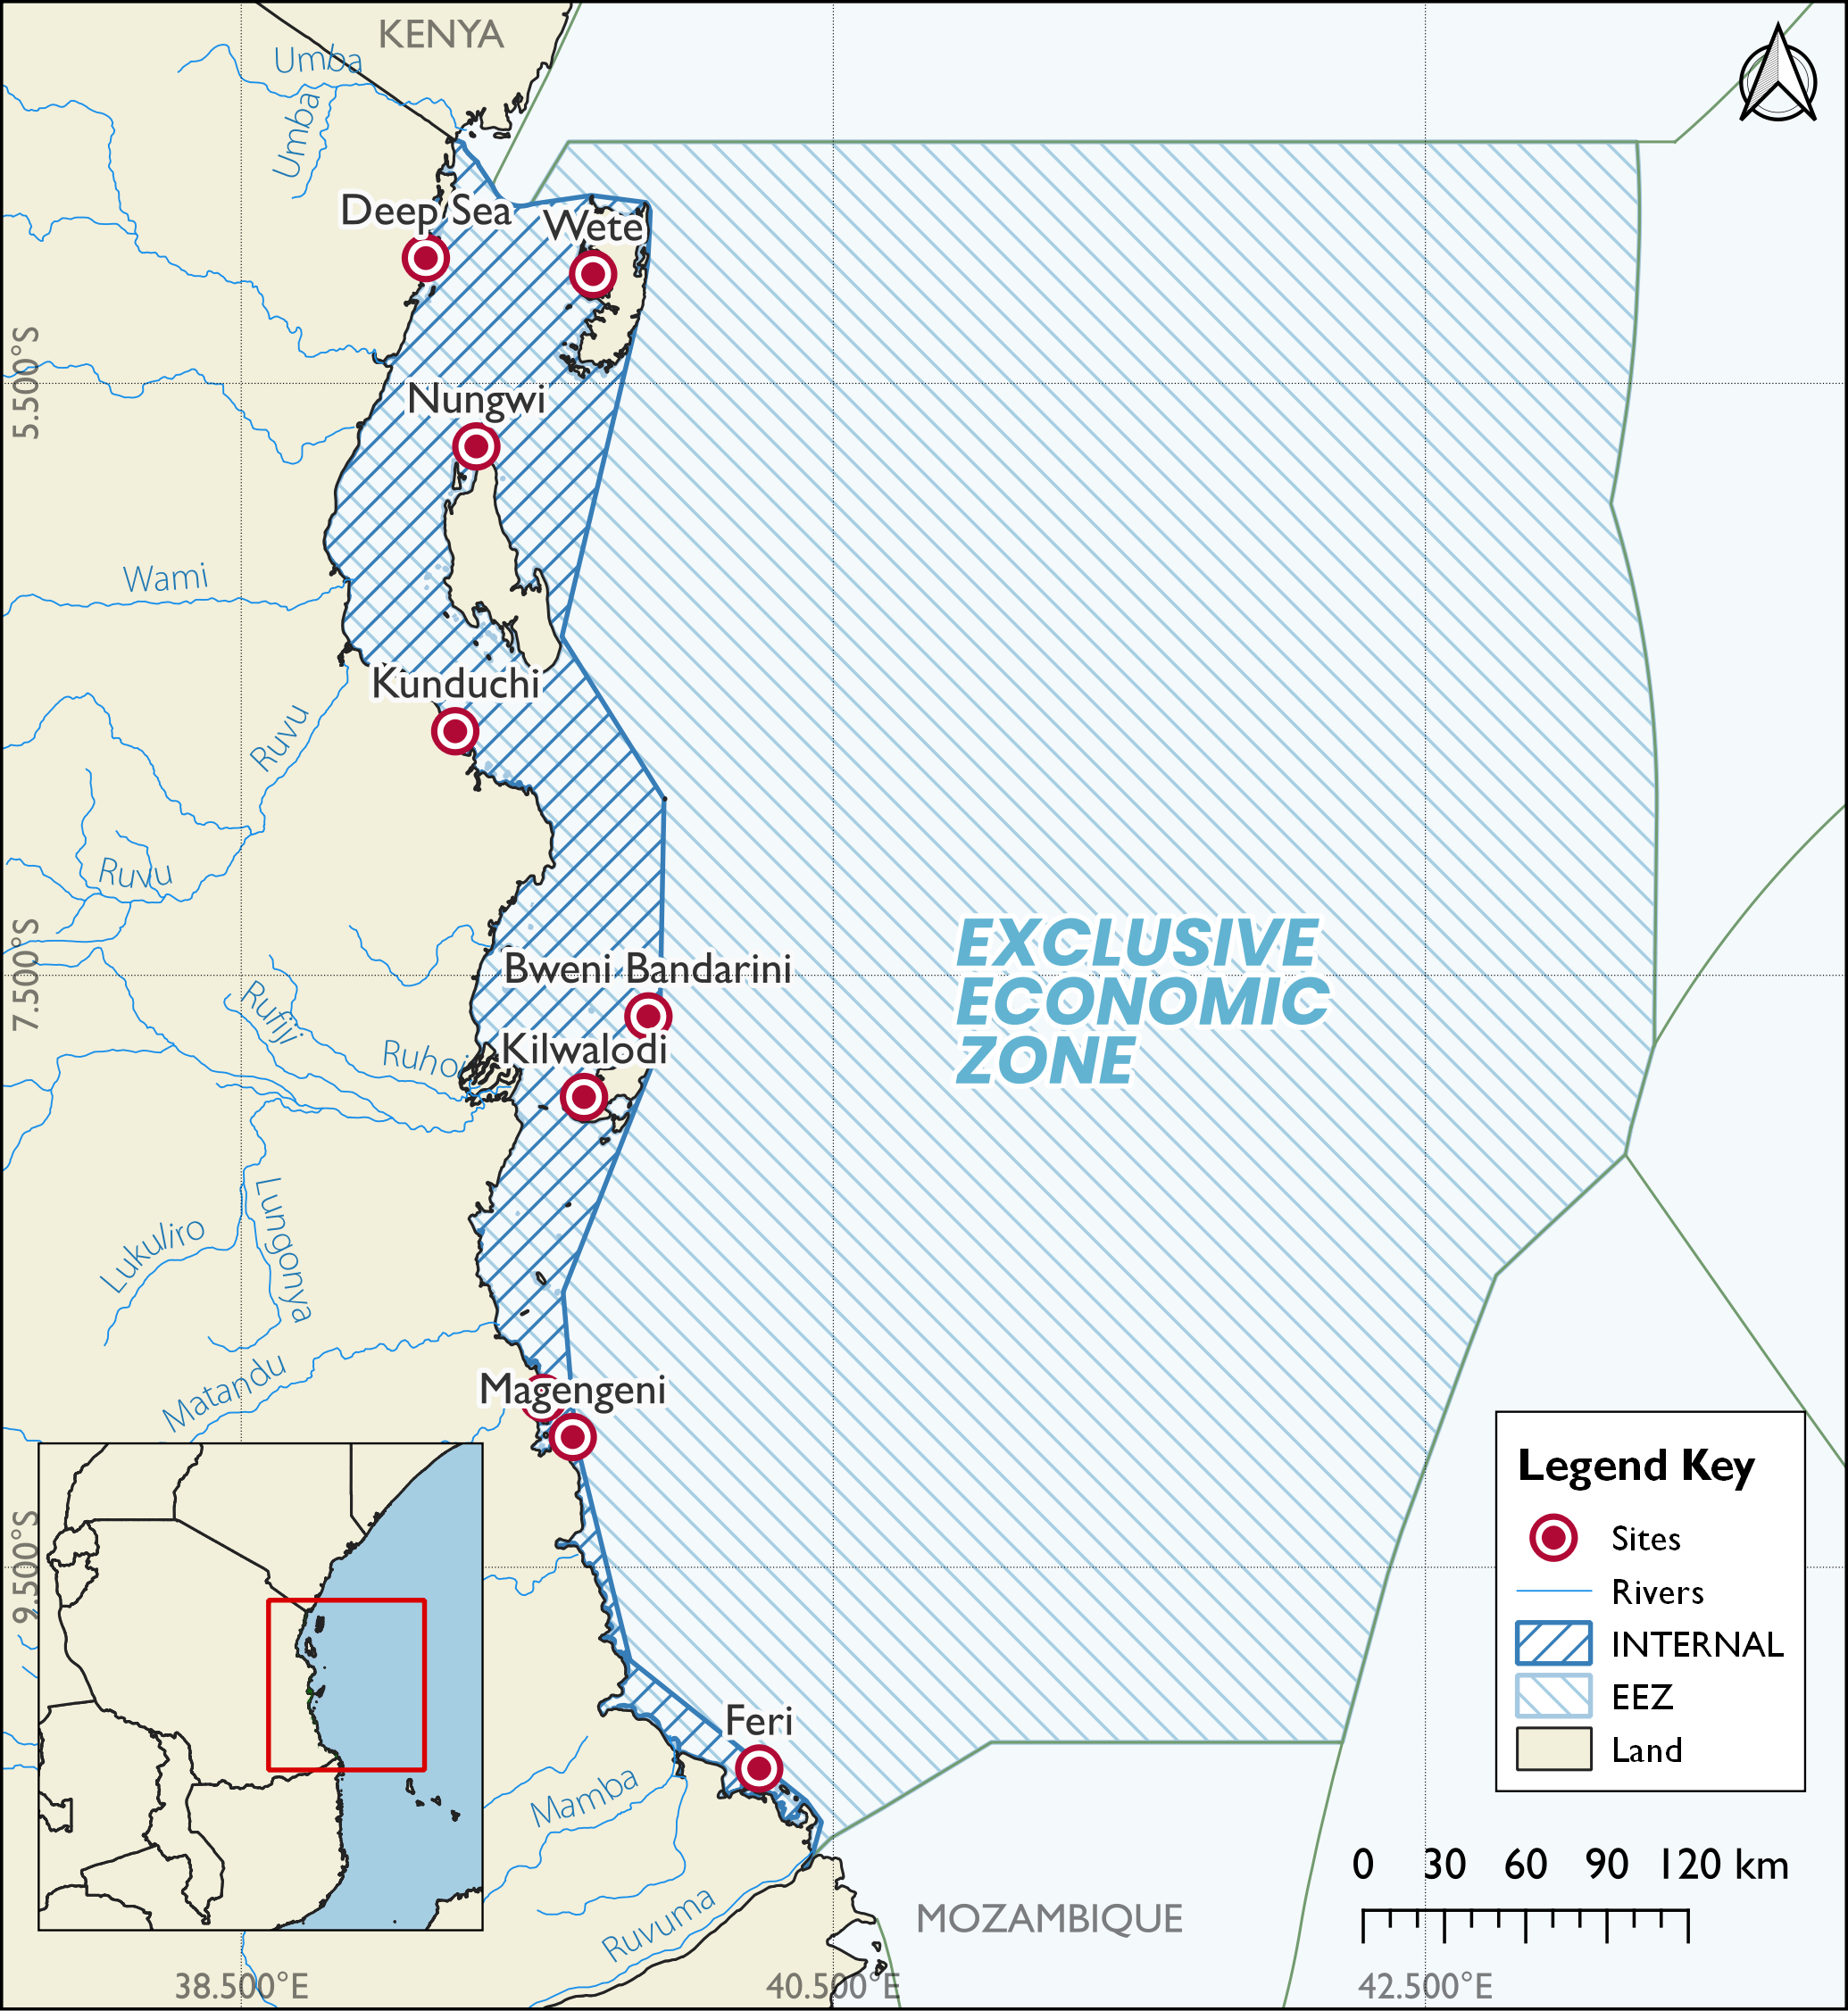 KENYA
Umba
Umba
Deep Sea
Wete
5.500°S
Nungwi
Wami
Kunduchi
Ruvu
Ruvu
EXCLUSIVE
ECONOMIC
ZONE
7.500°S
Bweni Bandarini
Rufiji
Ruhoi
Kilwalodi
Lukuliro
Lungonya
Matandu
Magengeni
9.500°S
Legend Key
Sites
Rivers
INTERNAL
EEZ
Land
Feri
Mamba
Ruvuma
MOZAMBIQUE
0 30 60 90 120 km
38.500°E
40.500°E
42.500°E